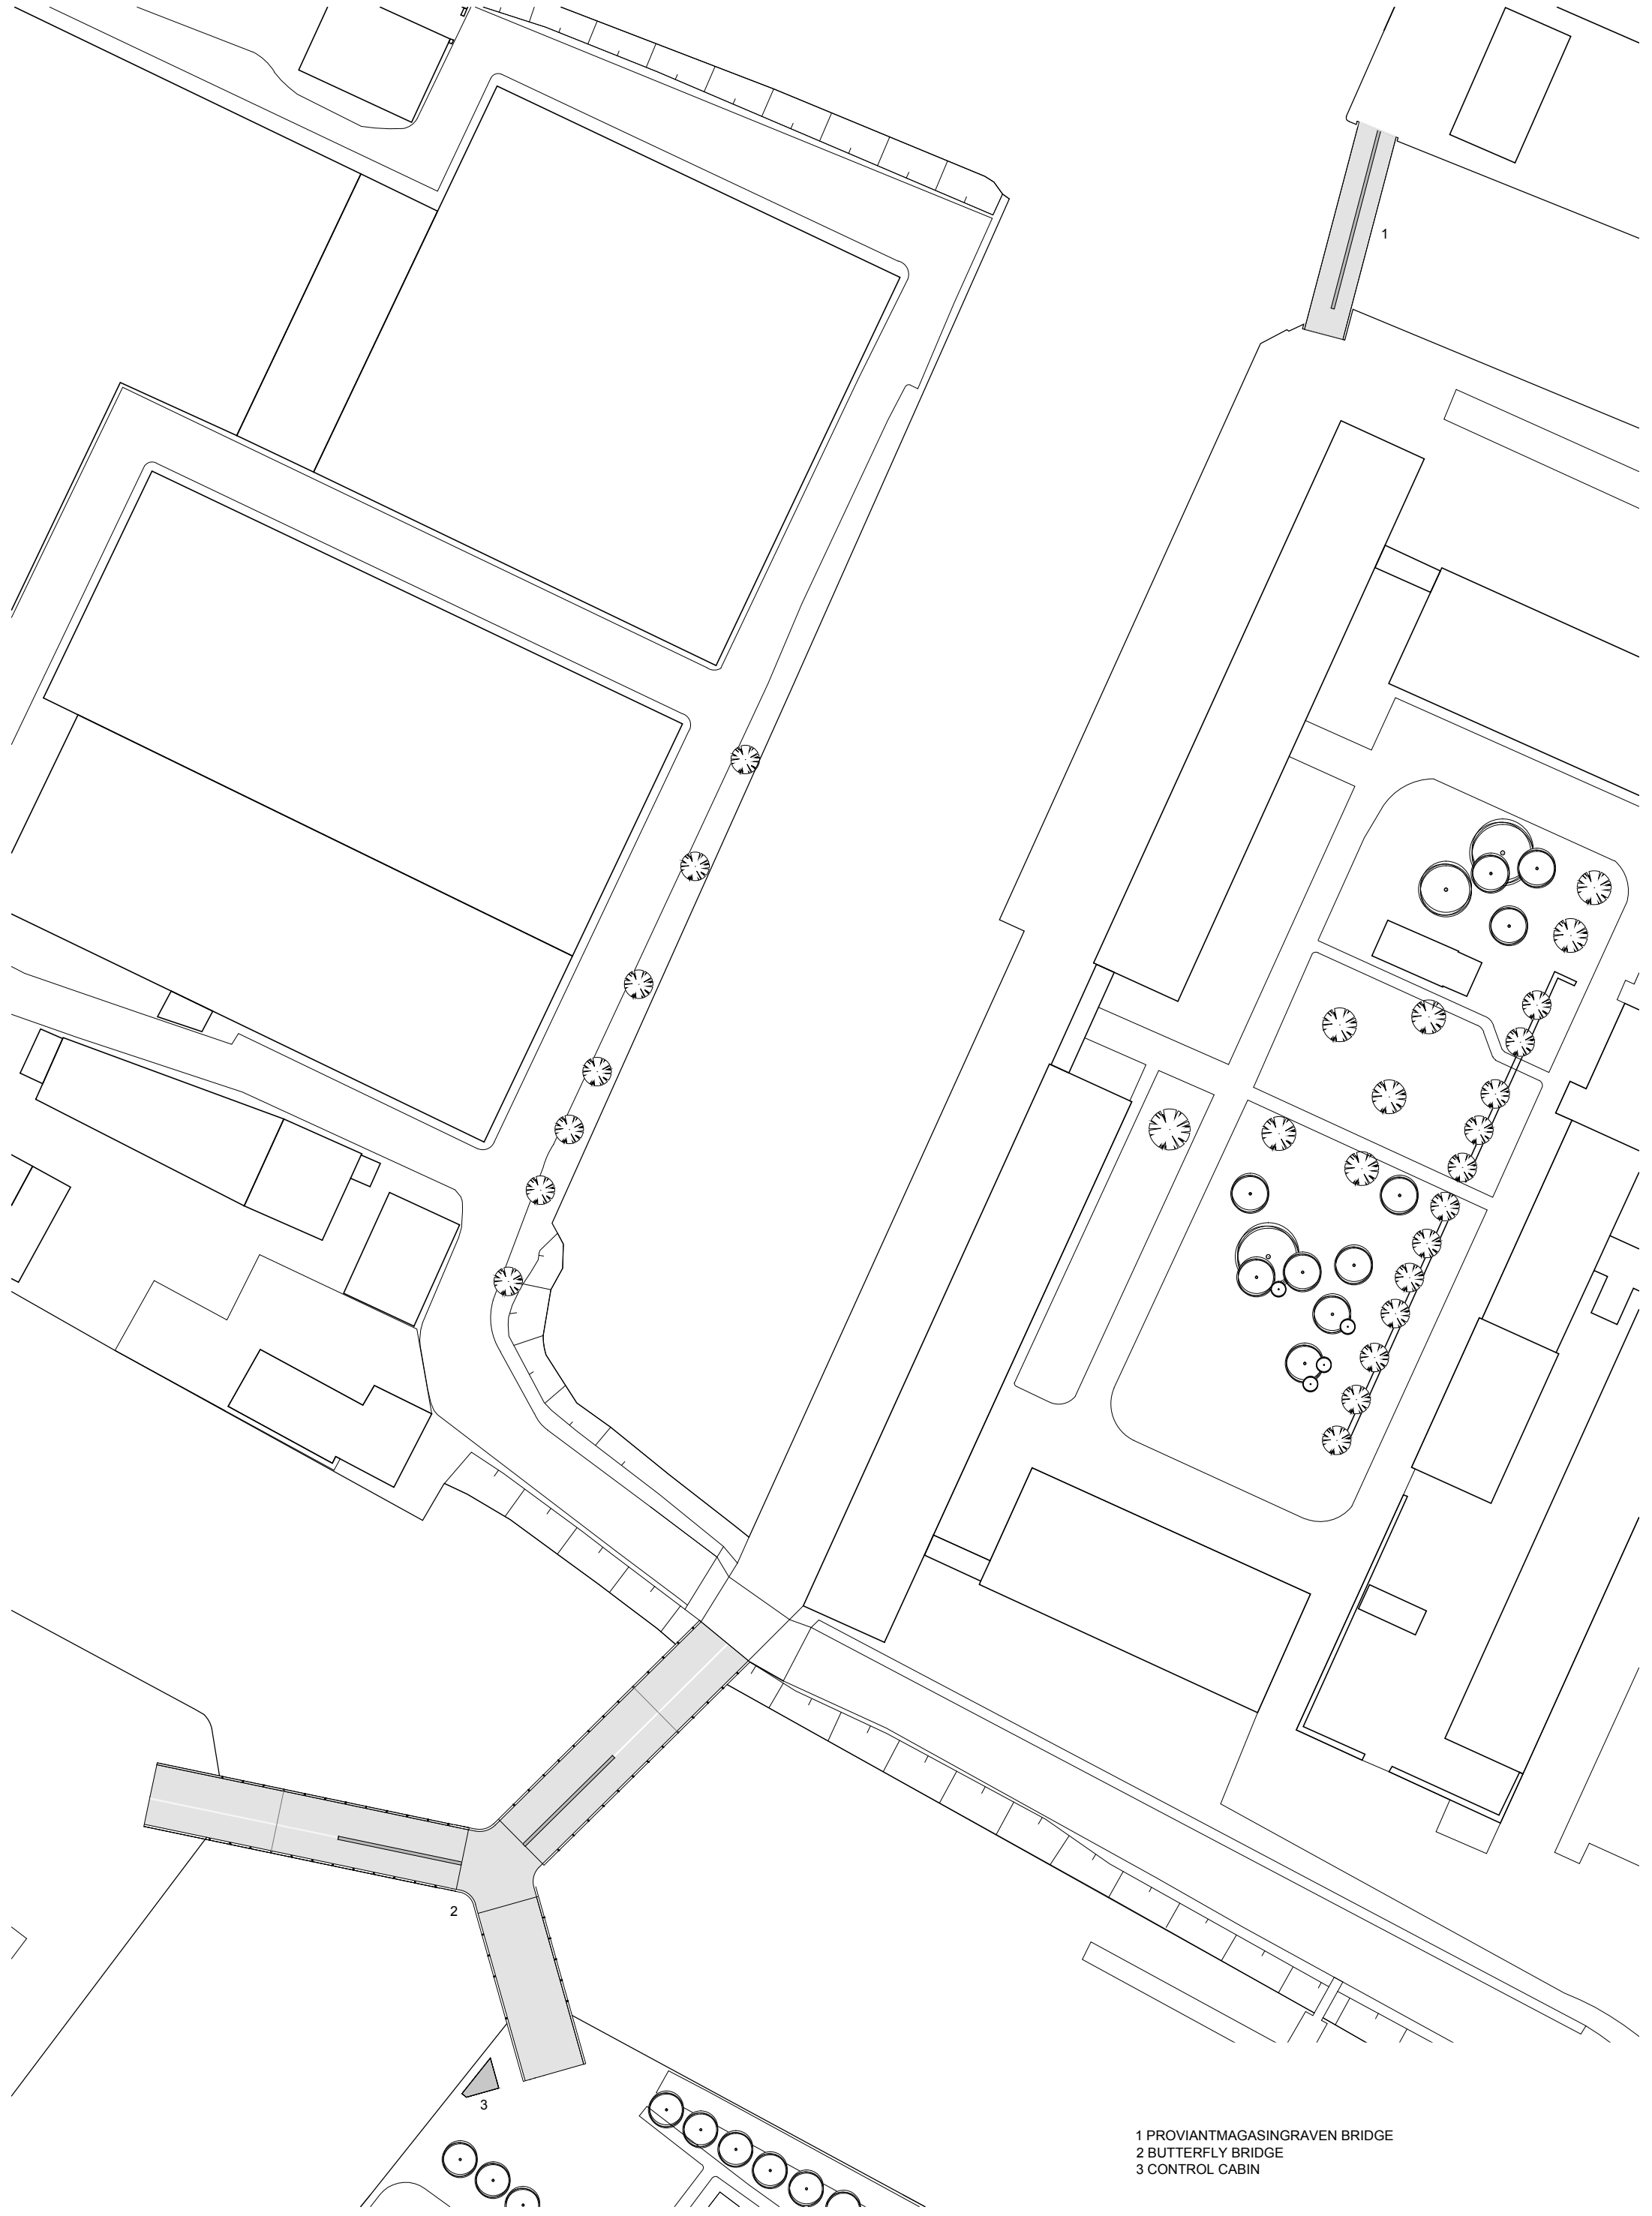 1
2
3
1 PROVIANTMAGASINGRAVEN BRIDGE
2 BUTTERFLY BRIDGE
3 CONTROL CABIN